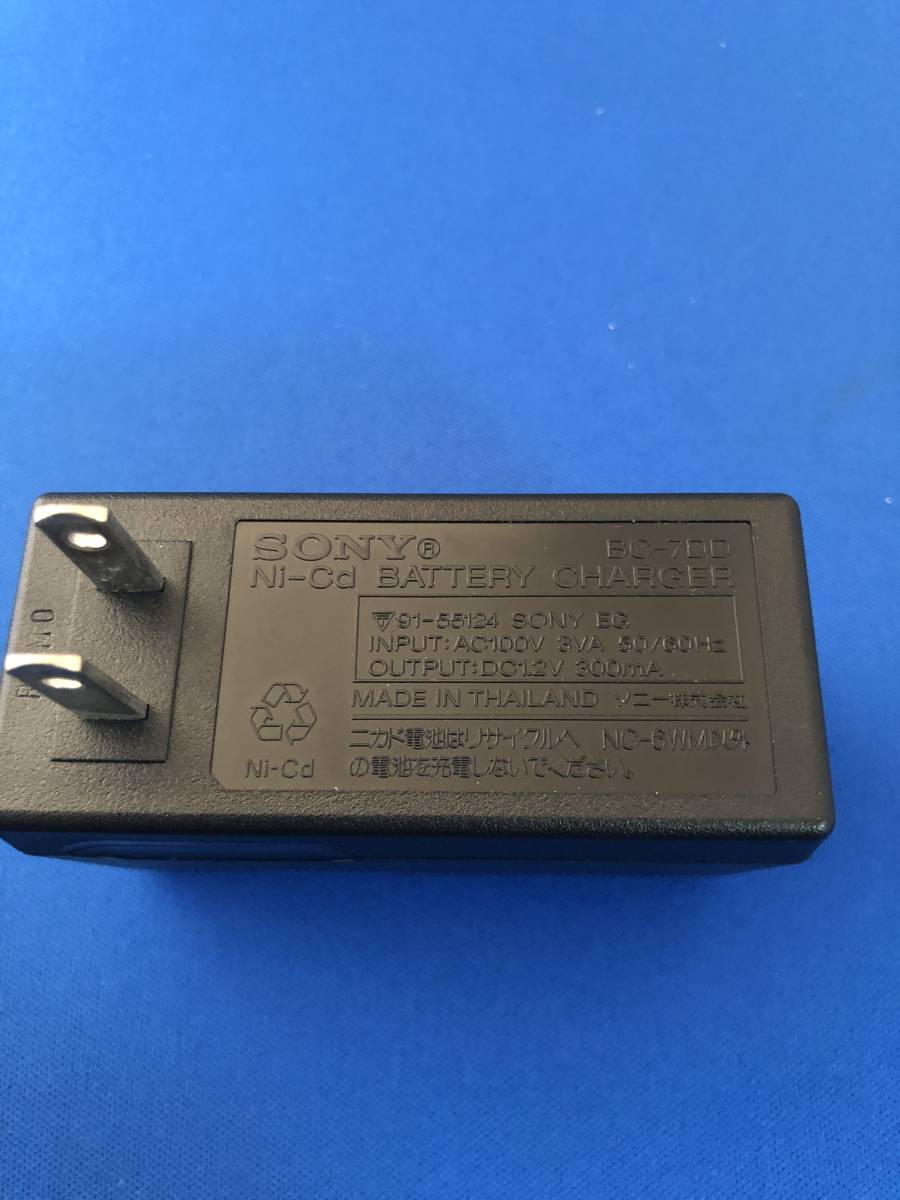 SONY® BC-7DD
Ni-Cd BATTERY CHARGER
91-55124 SONY EG
INPUT: AC100V 3VA 50/60Hz
OUTPUT: DC1.2V 300mA
MADE IN THAILAND ソニー株式会社
ニカド電池はリサイクルへ NC-6WM以外
の電池を充電しないでください。
Ni-Cd